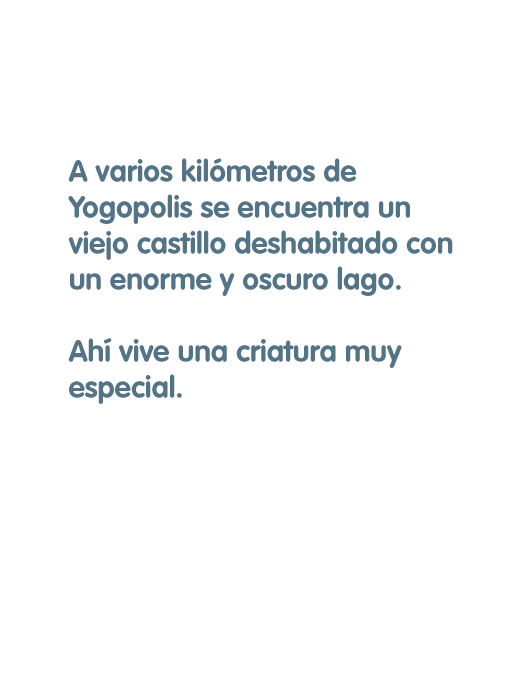 A varios kilómetros de
Yogopolis se encuentra un
viejo castillo deshabitado con
un enorme y oscuro lago.
Ahí vive una criatura muy
especial.